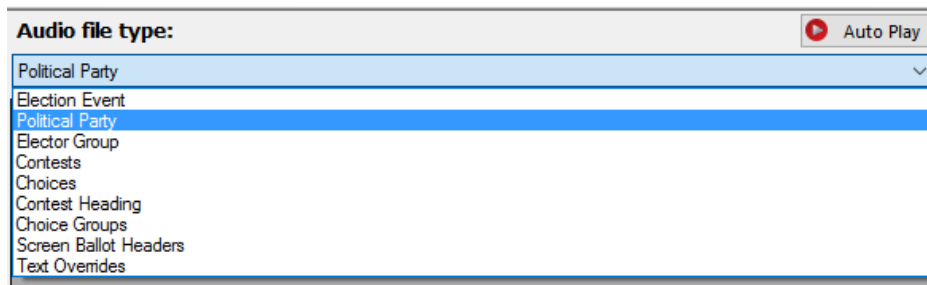 Audio file type:
Auto Play
Political Party
Election Event
Political Party
Elector Group
Contests
Choices
Contest Heading
Choice Groups
Screen Ballot Headers
Text Overrides